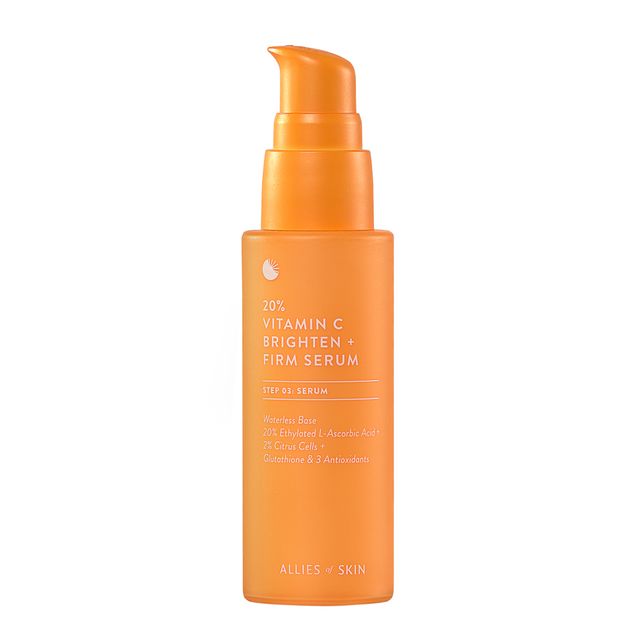 20%
VITAMIN C
BRIGHTEN +
FIRM SERUM
STEP 03: SERUM
Waterless Base
20% Ethylated L-Ascorbic Acid +
2% Citrus Cells +
Glutathione & 3 Antioxidants
ALLIES of SKIN